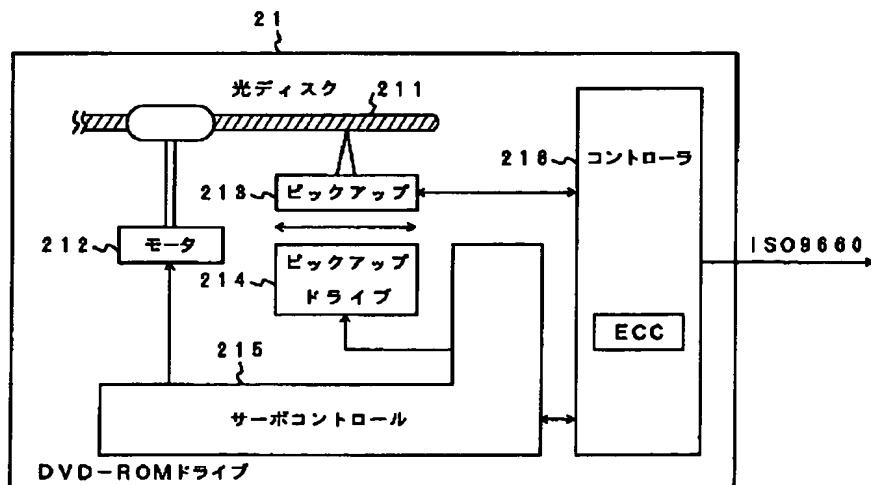 21
光ディスク
211
218
コントローラ
213
ピックアップ
212
モータ
214
ピックアップ
ドライブ
ISO9660
ECC
215
サーボコントロール
DVD-ROMドライブ